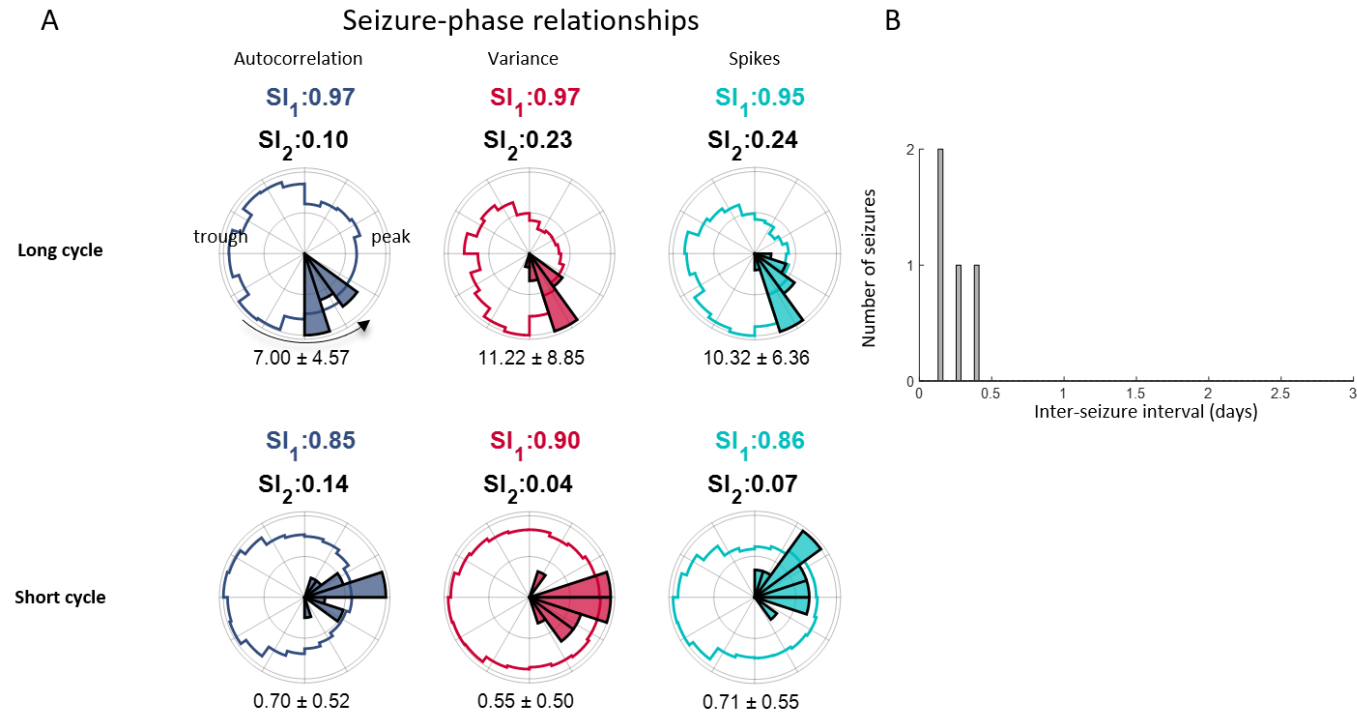 A
Seizure-phase relationships
B
Autocorrelation
Variance
Spikes
SI1:0.97
SI1:0.97
SI1:0.95
SI2:0.10
SI2:0.23
SI2:0.24
Long cycle
trough
peak
7.00 ± 4.57
11.22 ± 8.85
10.32 ± 6.36
Number of seizures
2
1
0
0
0.5
1
1.5
2
2.5
3
Inter-seizure interval (days)
SI1:0.85
SI1:0.90
SI1:0.86
SI2:0.14
SI2:0.04
SI2:0.07
Short cycle
0.70 ± 0.52
0.55 ± 0.50
0.71 ± 0.55